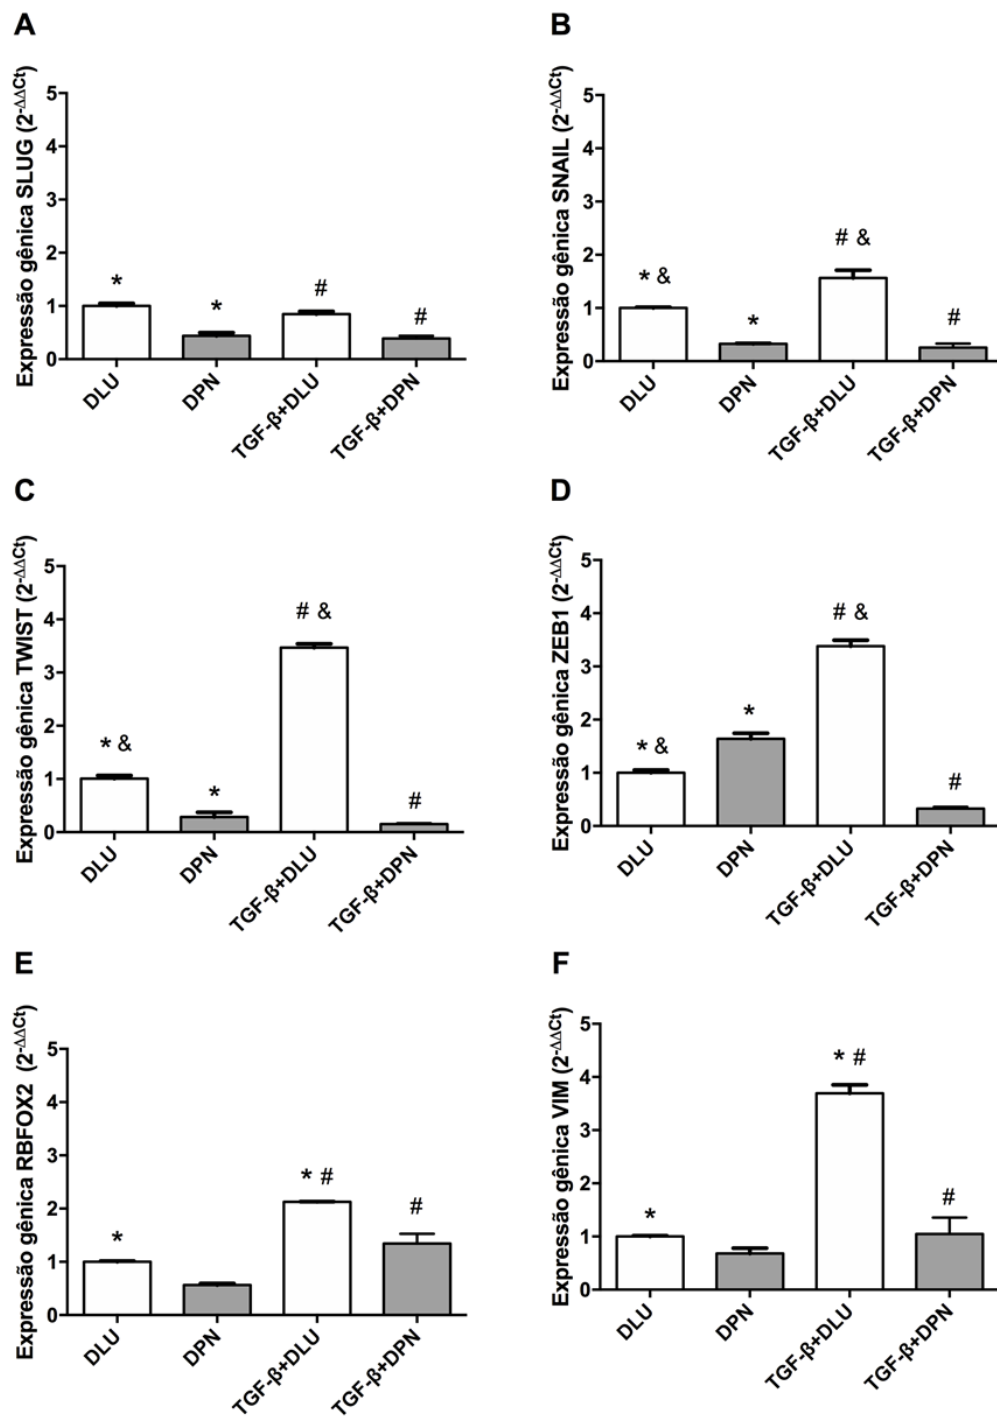 A
Expressão gênica SLUG (2-ΔΔCt)
5
4
3
2
1
0
*
*
#
#
DLU
DPN
TGF-β+DLU
TGF-β+DPN
B
Expressão gênica SNAIL (2-ΔΔCt)
5
4
3
2
1
0
* &
*
# &
#
DLU
DPN
TGF-β+DLU
TGF-β+DPN
C
Expressão gênica TWIST (2-ΔΔCt)
5
4
3
2
1
0
* &
*
# &
#
DLU
DPN
TGF-β+DLU
TGF-β+DPN
D
Expressão gênica ZEB1 (2-ΔΔCt)
5
4
3
2
1
0
* &
*
# &
#
DLU
DPN
TGF-β+DLU
TGF-β+DPN
E
Expressão gênica RBFOX2 (2-ΔΔCt)
5
4
3
2
1
0
*
* #
#
DLU
DPN
TGF-β+DLU
TGF-β+DPN
F
Expressão gênica VIM (2-ΔΔCt)
5
4
3
2
1
0
*
* #
#
DLU
DPN
TGF-β+DLU
TGF-β+DPN